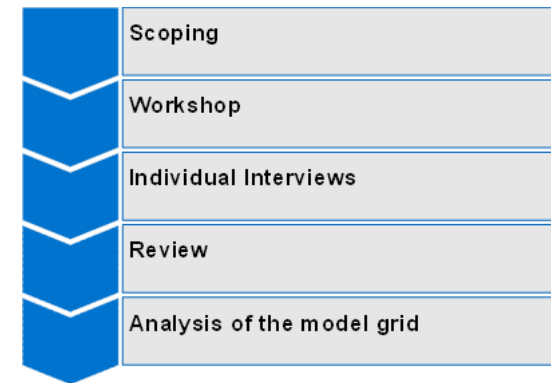 Scoping
Workshop
Individual Interviews
Review
Analysis of the model grid